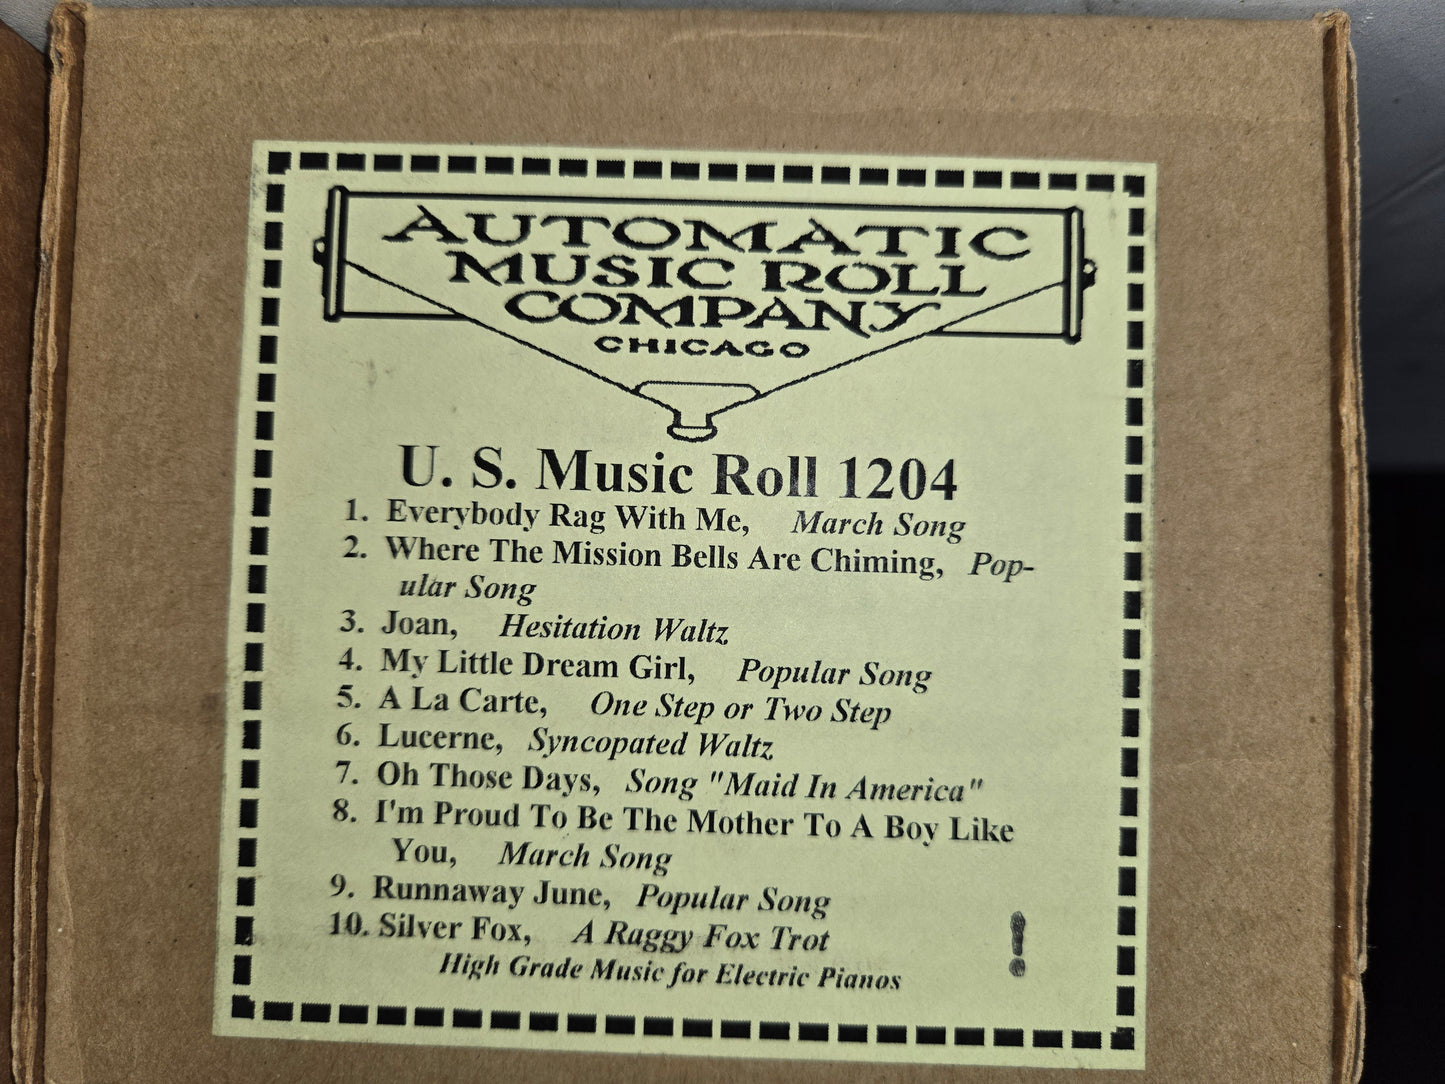 AUTOMATIC
MUSIC ROLL
COMPANY
CHICAGO
U. S. Music Roll 1204
1. Everybody Rag With Me, March Song
2. Where The Mission Bells Are Chiming, Pop-
ular Song
3. Joan, Hesitation Waltz
4. My Little Dream Girl, Popular Song
5. A La Carte, One Step or Two Step
6. Lucerne, Syncopated Waltz
7. Oh Those Days, Song "Maid In America"
8. I'm Proud To Be The Mother To A Boy Like
You, March Song
9. Runnaway June, Popular Song
10. Silver Fox, A Raggy Fox Trot
High Grade Music for Electric Pianos
!